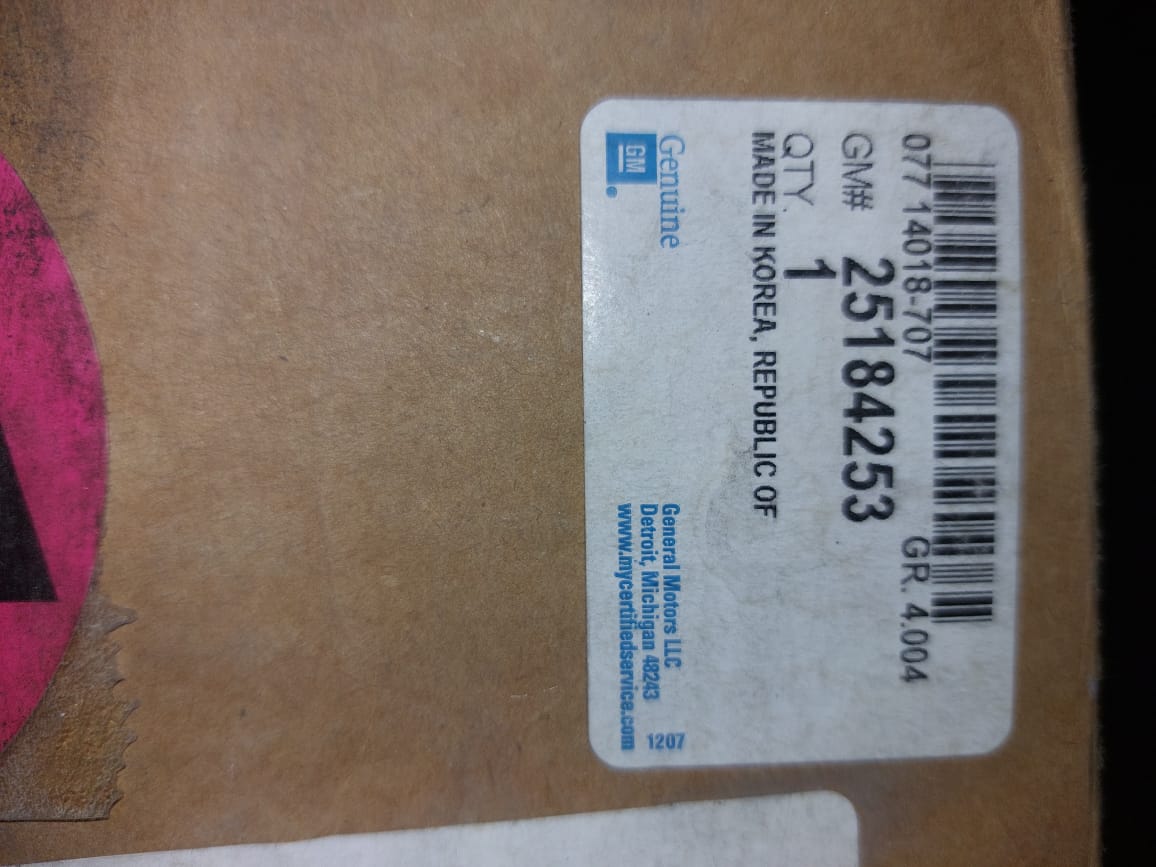 077 14018-707
GR. 4.004
GM# 25184253
QTY. 1
MADE IN KOREA, REPUBLIC OF
Genuine
GM
General Motors LLC
Detroit, Michigan 48243
www.mycertifiedservice.com
1207